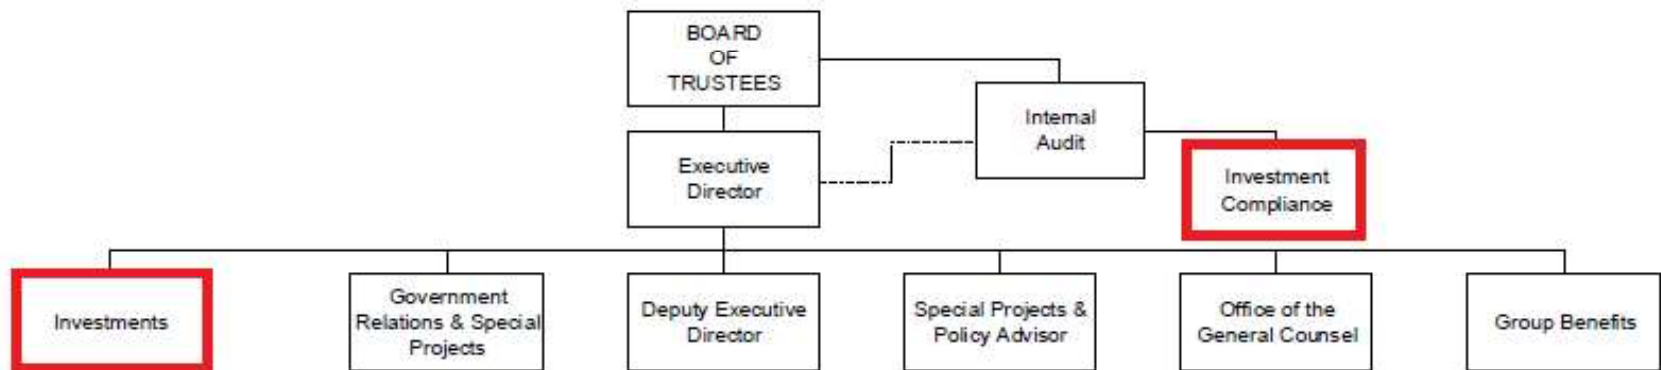 BOARD
OF
TRUSTEES
Internal
Audit
Executive
Director
Investment
Compliance
Investments
Government
Relations & Special
Projects
Deputy Executive
Director
Special Projects &
Policy Advisor
Office of the
General Counsel
Group Benefits